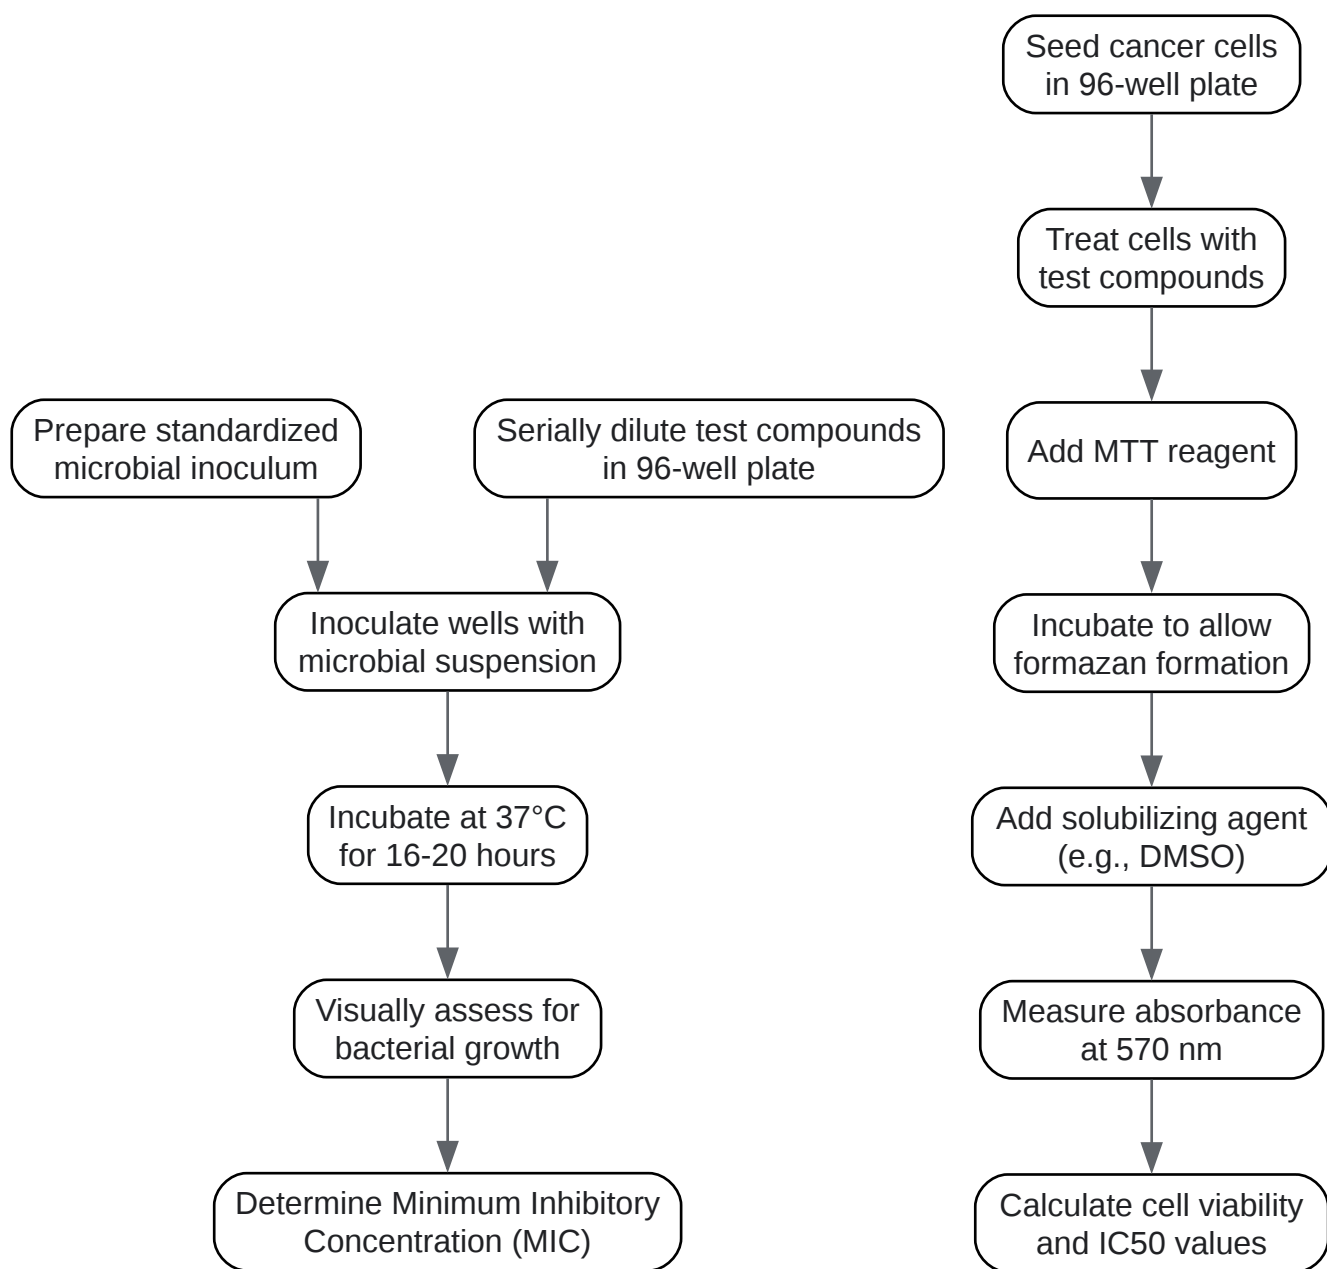 Prepare standardized
microbial inoculum
Serially dilute test compounds
in 96-well plate
Inoculate wells with
microbial suspension
Incubate at 37°C
for 16-20 hours
Visually assess for
bacterial growth
Determine Minimum Inhibitory
Concentration (MIC)
Seed cancer cells
in 96-well plate
Treat cells with
test compounds
Add MTT reagent
Incubate to allow
formazan formation
Add solubilizing agent
(e.g., DMSO)
Measure absorbance
at 570 nm
Calculate cell viability
and IC50 values